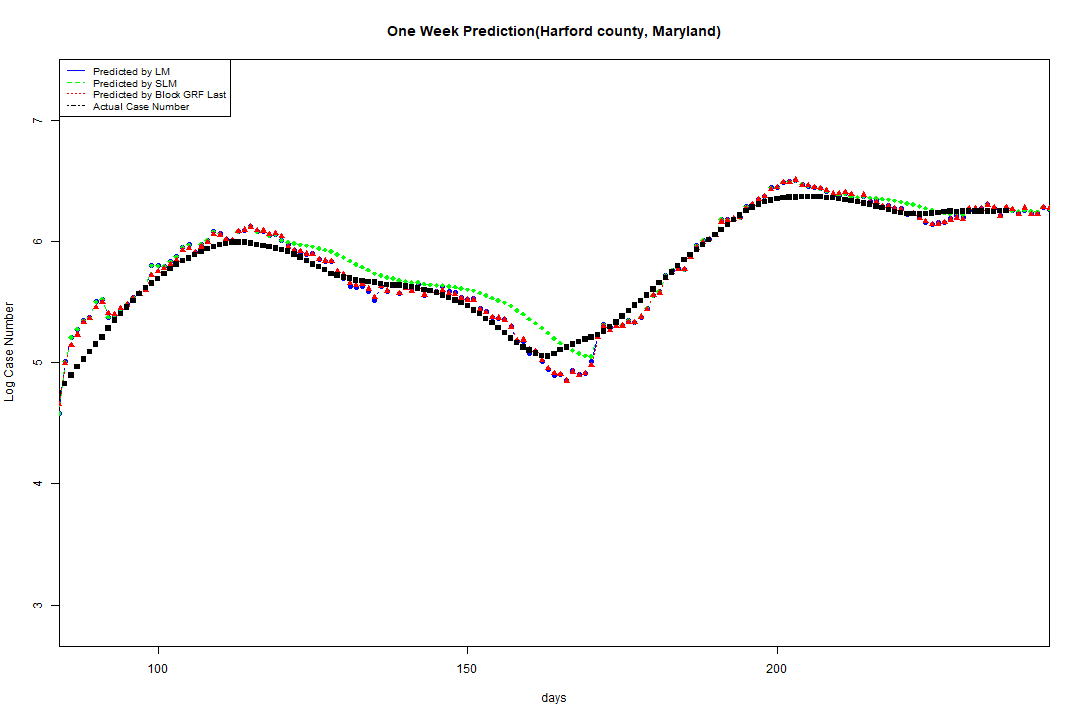 One Week Prediction(Harford county, Maryland)
Predicted by LM
Predicted by SLM
Predicted by Block GRF Last
Actual Case Number
7
6
5
4
3
Log Case Number
100 150 200
days